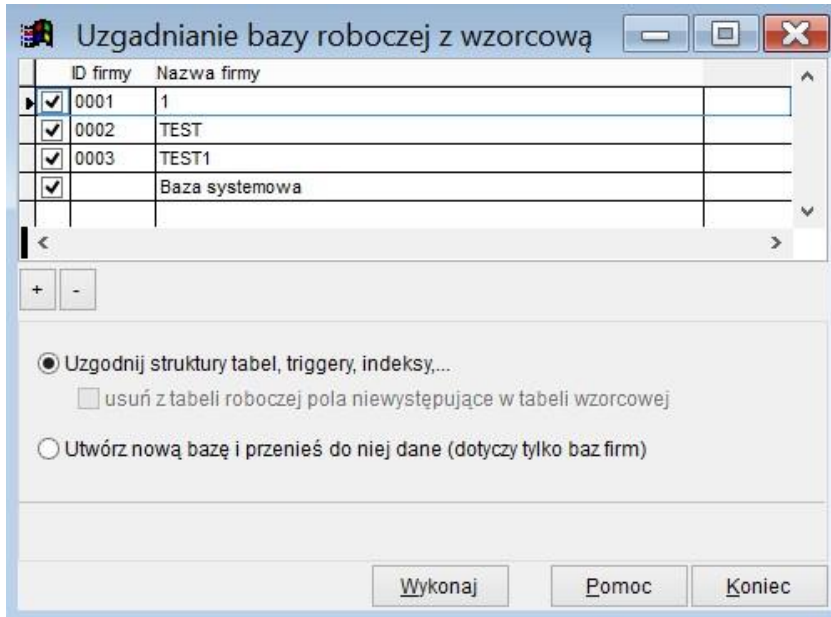 Uzgadnianie bazy roboczej z wzorcową
ID firmy Nazwa firmy
0001 1
0002 TEST
0003 TEST1
Baza systemowa
+ -
Uzgodnij struktury tabel, triggery, indeksy,...
usuń z tabeli roboczej pola niewystępujące w tabeli wzorcowej
Utwórz nową bazę i przenieś do niej dane (dotyczy tylko baz firm)
Wykonaj Pomoc Koniec